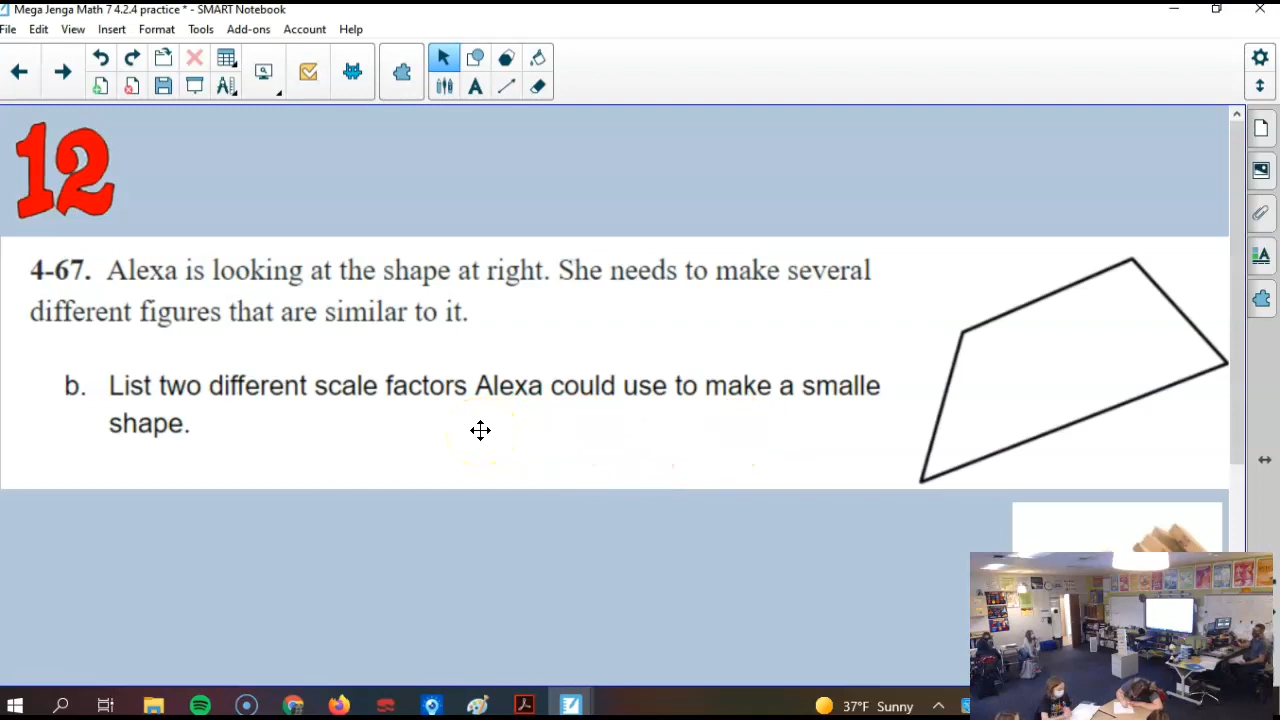 Mega Jenga Math 7 4.2.4 practice * - SMART Notebook
File Edit View Insert Format Tools Add-ons Account Help
12
4-67. Alexa is looking at the shape at right. She needs to make several
different figures that are similar to it.
b. List two different scale factors Alexa could use to make a smalle
shape.
37°F Sunny